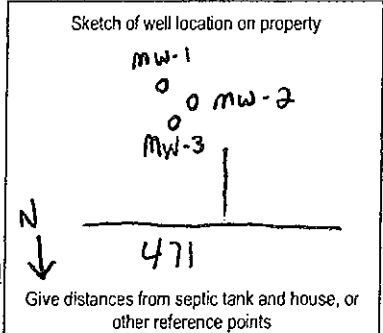 Sketch of well location on property
MW-1
MW-2
MW-3
N
471
Give distances from septic tank and house, or
other reference points